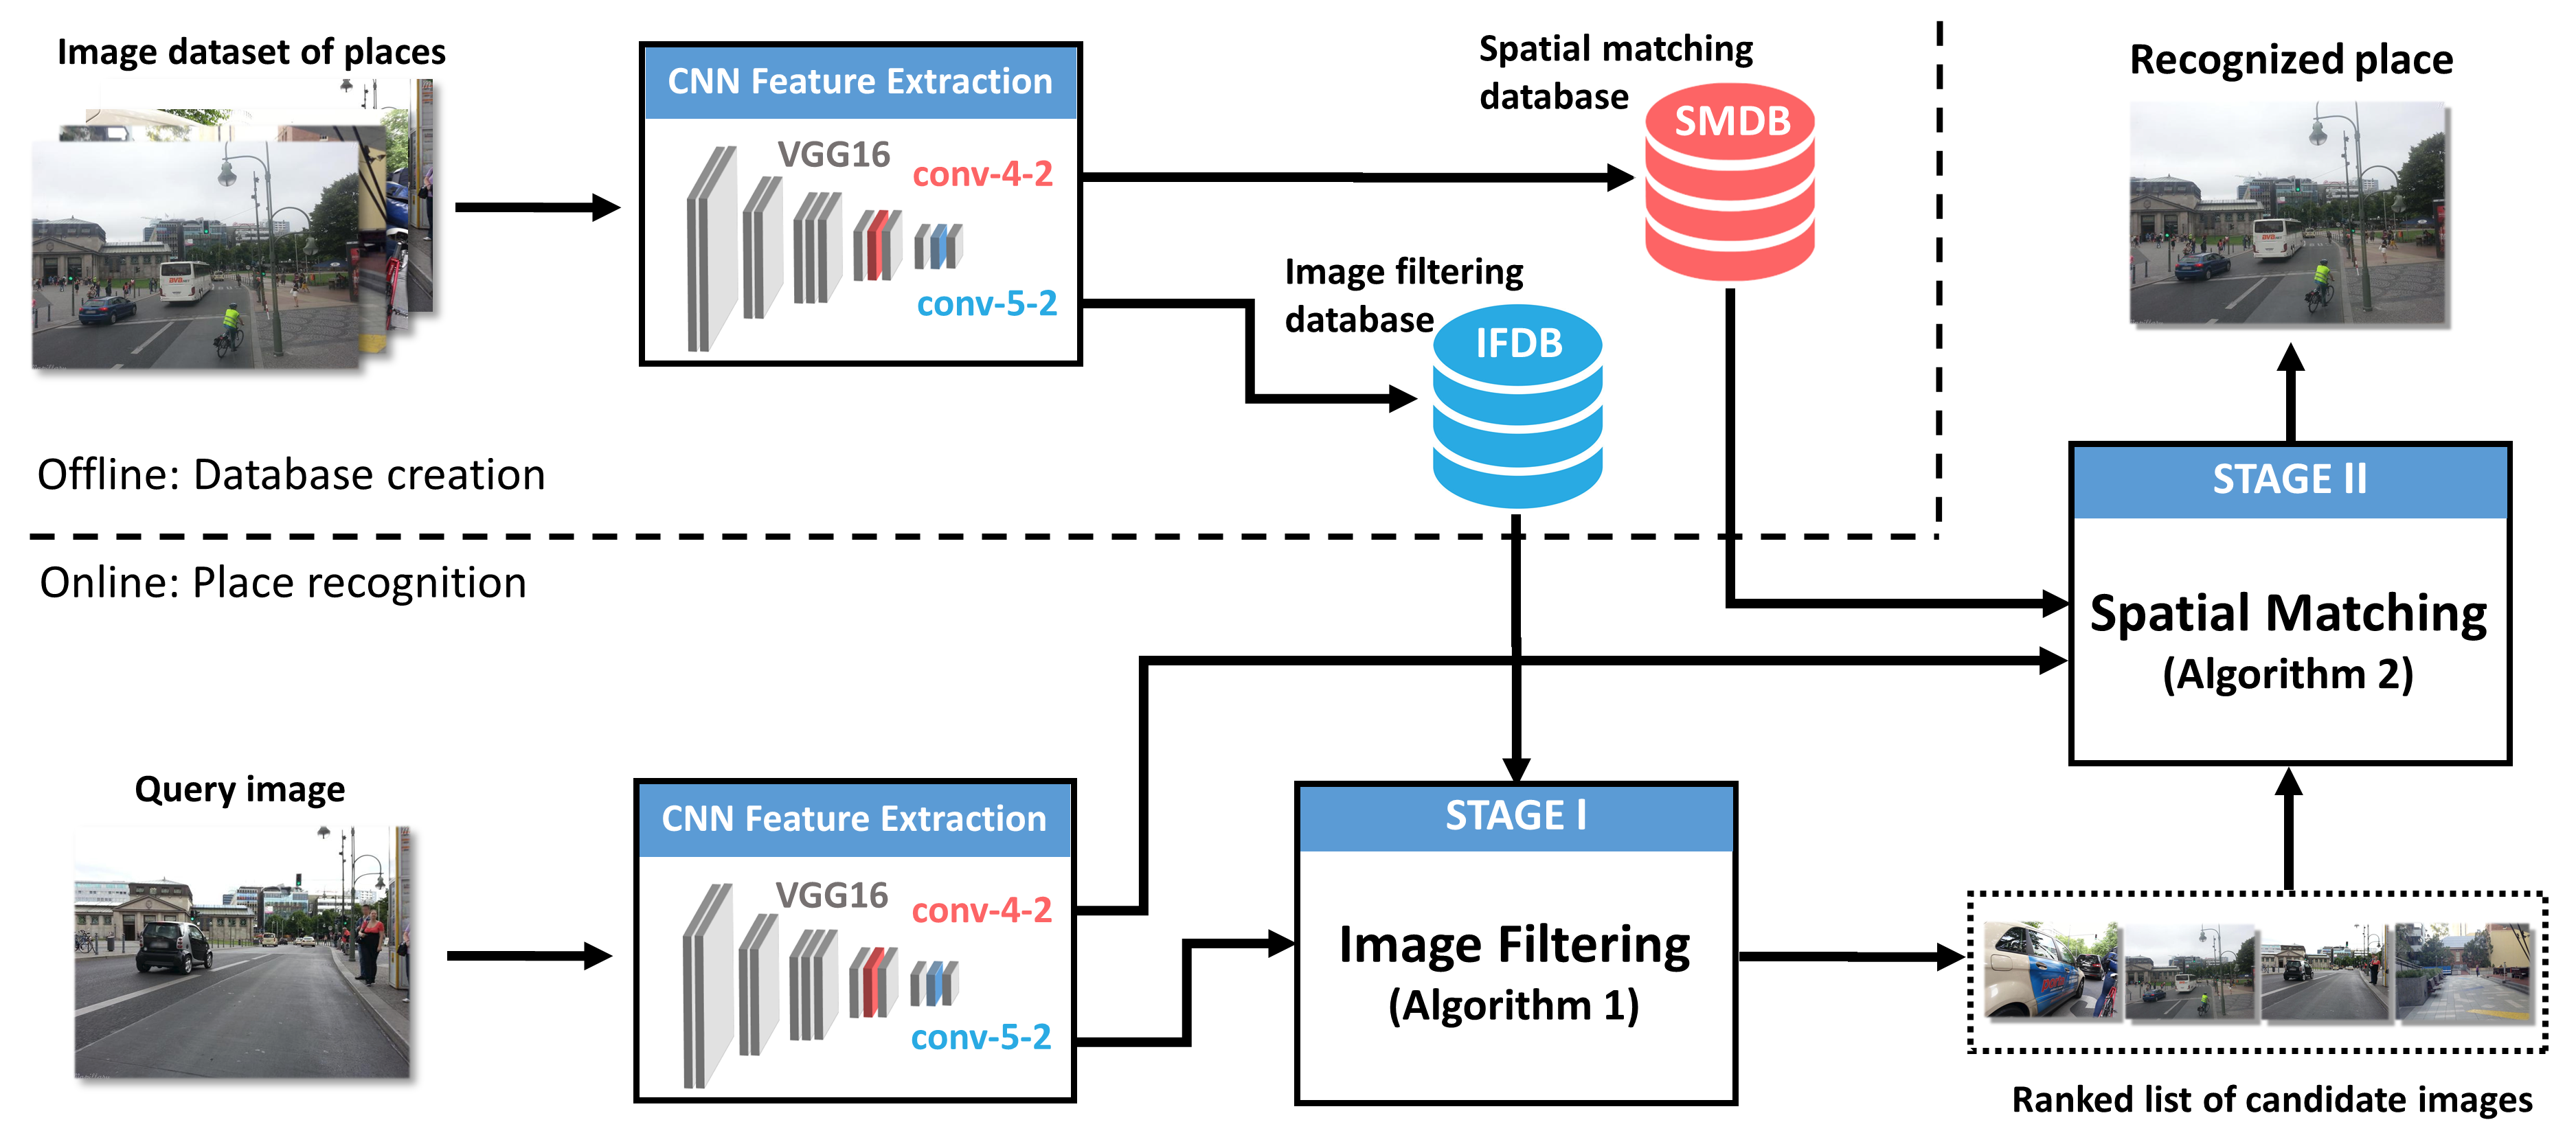 Image dataset of places
CNN Feature Extraction
VGG16
conv-4-2
conv-5-2
Spatial matching
database
SMDB
Image filtering
database
IFDB
Recognized place
Offline: Database creation
Online: Place recognition
STAGE II
Spatial Matching
(Algorithm 2)
Query image
CNN Feature Extraction
VGG16
conv-4-2
conv-5-2
STAGE I
Image Filtering
(Algorithm 1)
Ranked list of candidate images